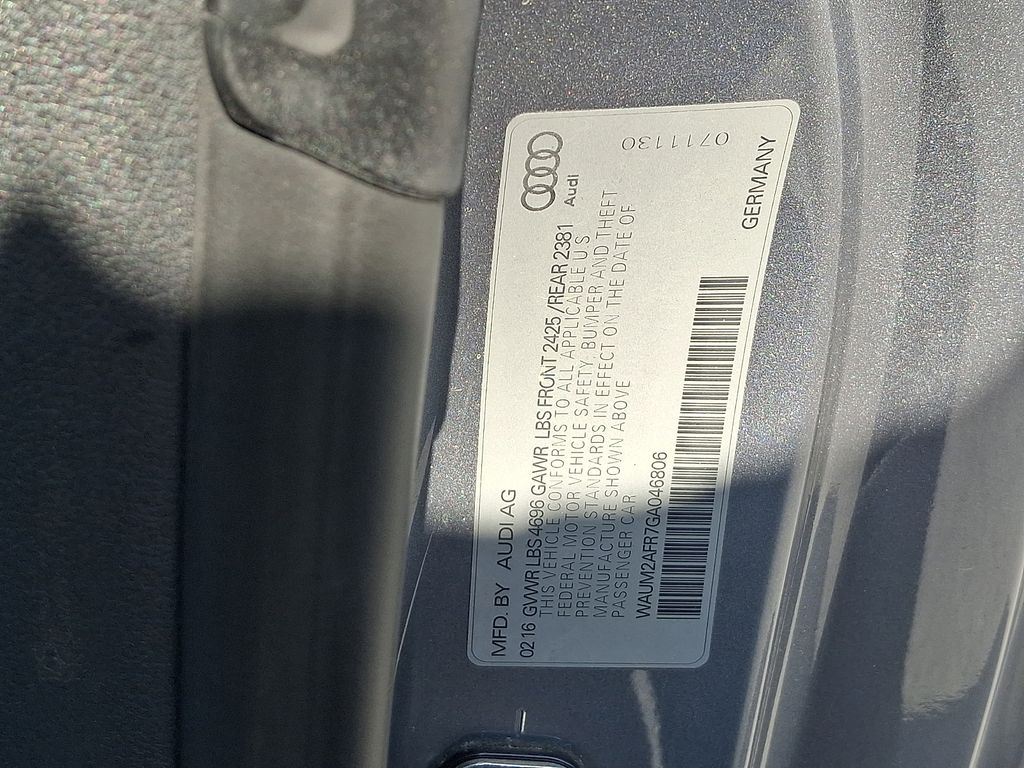 MFD. BY AUDI AG
02 16 GVWR LBS 4696 GAWR LBS FRONT 2425 /REAR 2381
THIS VEHICLE CONFORMS TO ALL APPLICABLE U S
FEDERAL MOTOR VEHICLE SAFETY, BUMPER AND THEFT
PREVENTION STANDARDS IN EFFECT ON THE DATE OF
MANUFACTURE SHOWN ABOVE
PASSENGER CAR
WAUM2AFR7GA046806
Audi
0711130
GERMANY